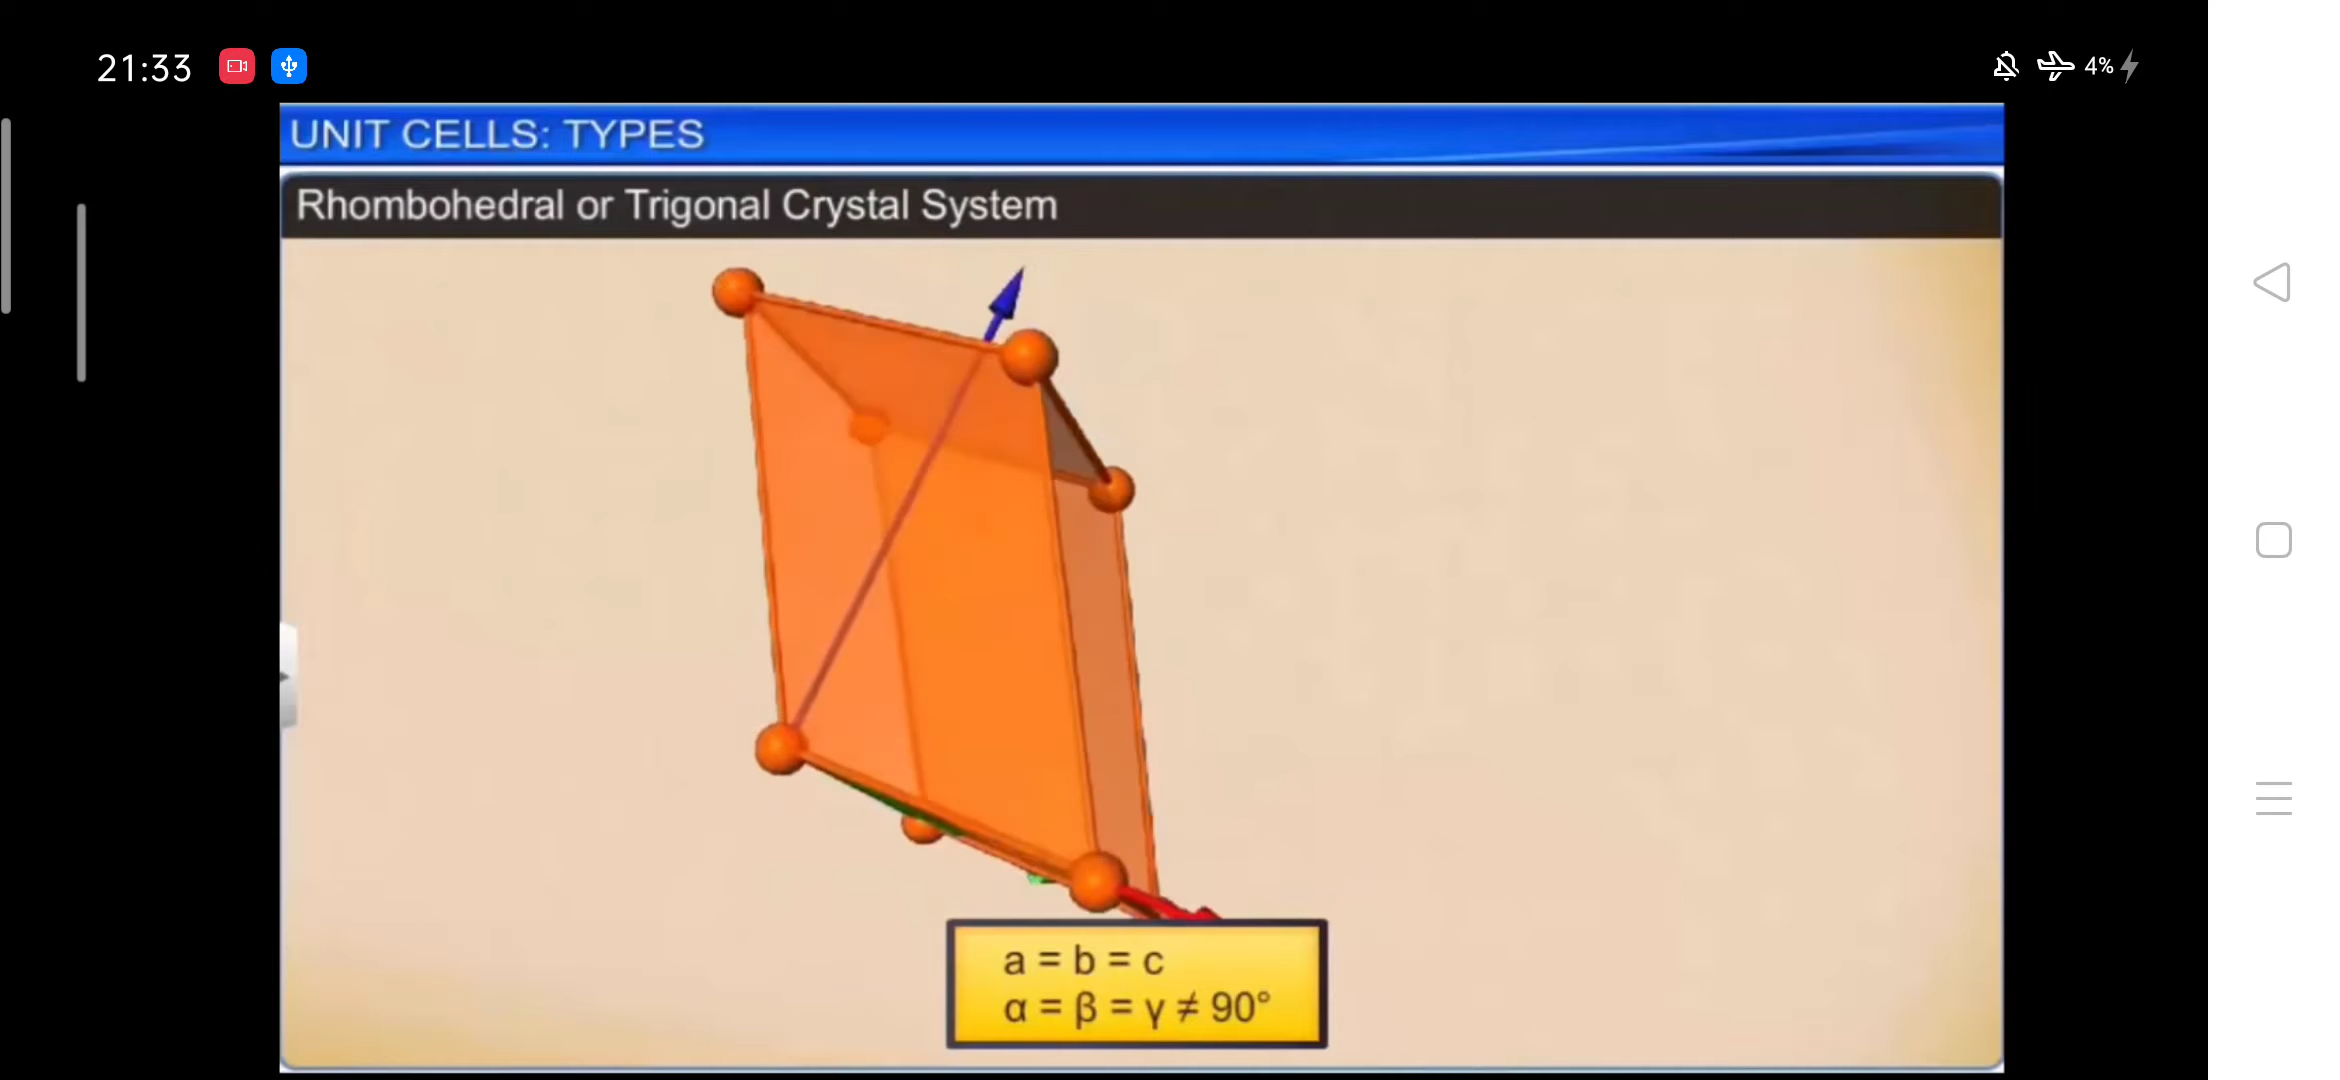 21:33
4%
UNIT CELLS: TYPES
Rhombohedral or Trigonal Crystal System
a = b = c
α = β = γ ≠ 90°